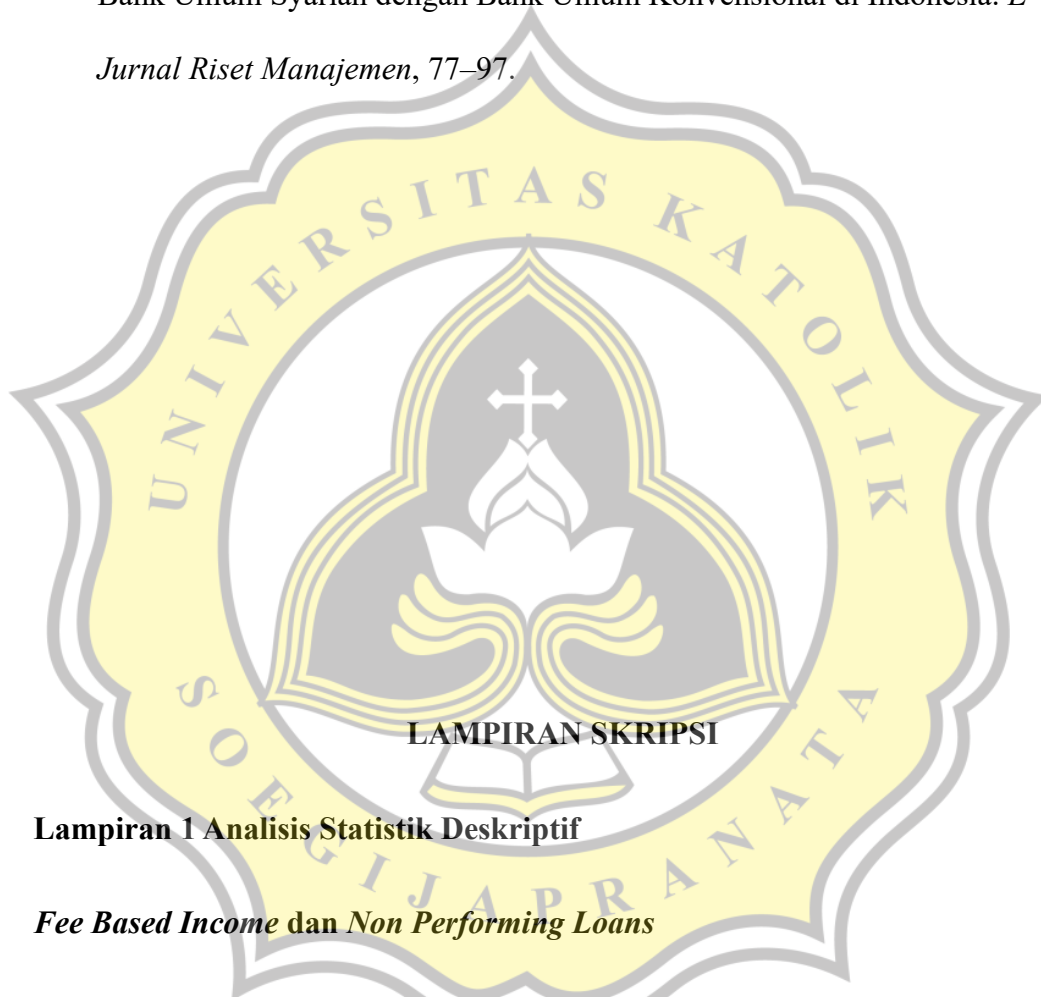 Bank Umum Syariah dengan Bank Umum Konvensional di Indonesia. E
Jurnal Riset Manajemen, 77–97.
UNIVERSITAS KATOLIK
SOEGIJAPRANATA
LAMPIRAN SKRIPSI
Lampiran 1 Analisis Statistik Deskriptif
Fee Based Income dan Non Performing Loans